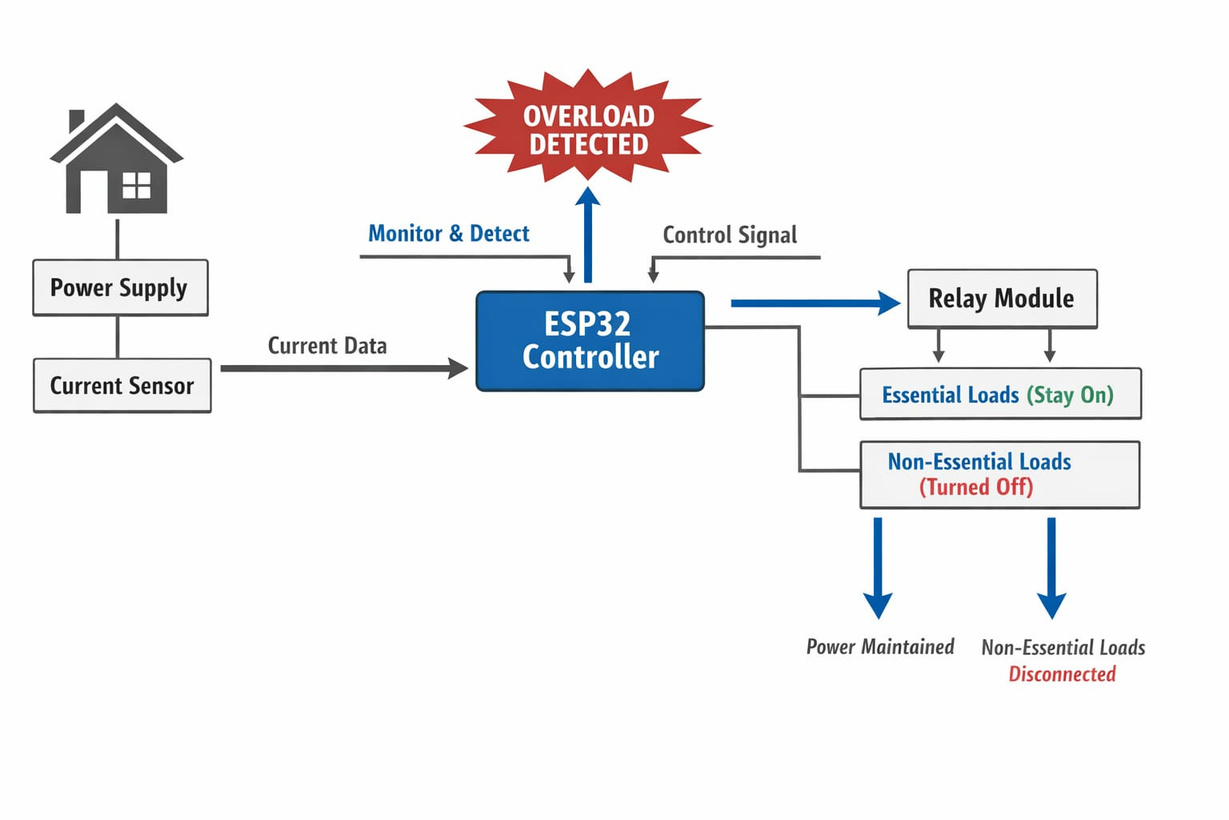 OVERLOAD
DETECTED
Monitor & Detect
Control Signal
Power Supply
Relay Module
ESP32
Controller
Current Data
Current Sensor
Essential Loads (Stay On)
Non-Essential Loads
(Turned Off)
Power Maintained
Non-Essential Loads
Disconnected